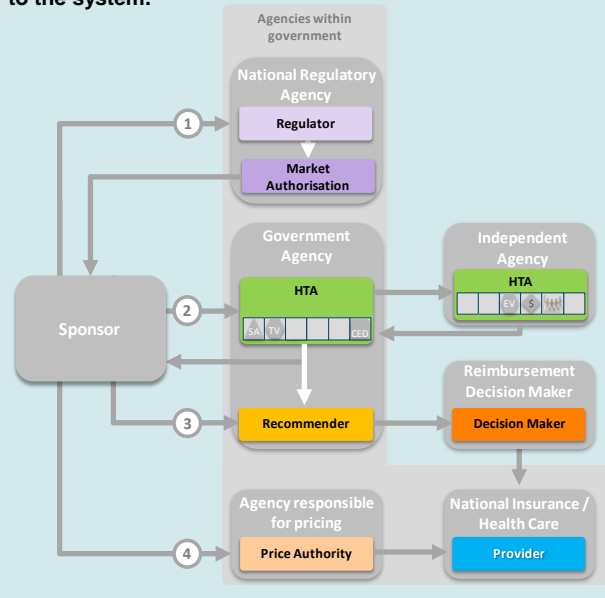 to the system.
Agencies within
government
National Regulatory
Agency
1
Regulator
Market
Authorisation
Government
Agency
Independent
Agency
HTA
HTA
EV
S
Sponsor
2
SA
TV
CED
Reimbursement
Decision Maker
3
Recommender
Decision Maker
Agency responsible
for pricing
National Insurance /
Health Care
4
Price Authority
Provider